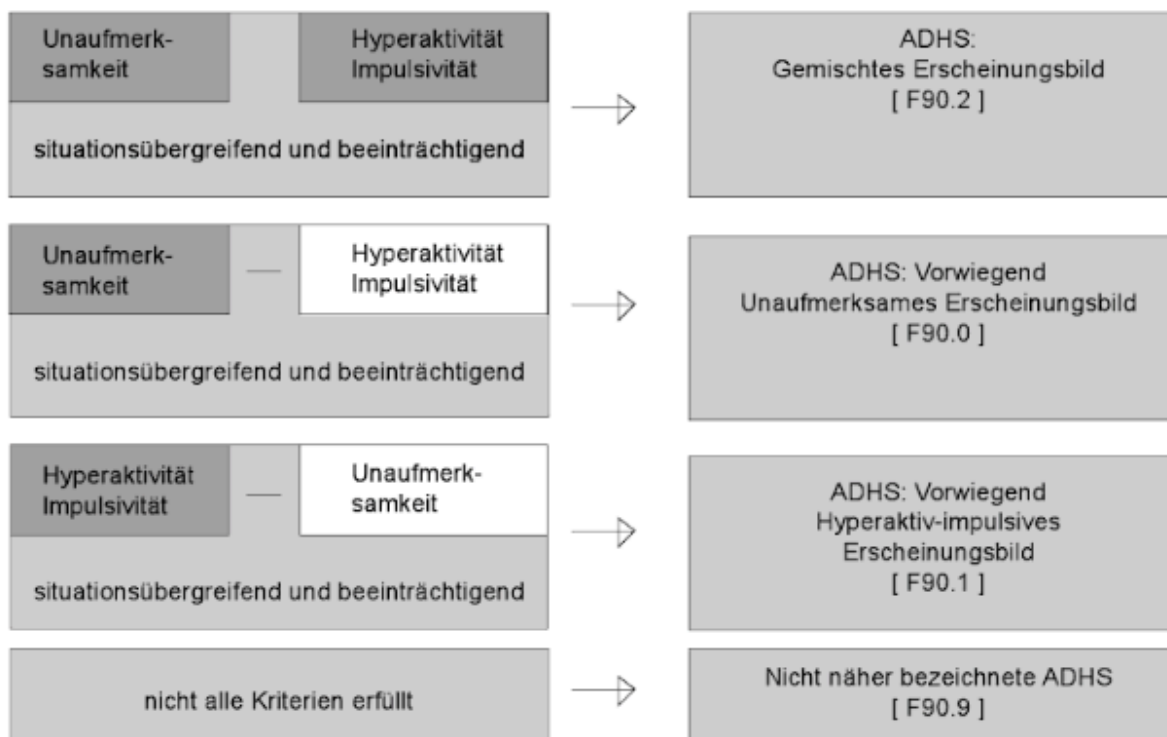 Unaufmerk-
samkeit
Hyperaktivität
Impulsivität
situationsübergreifend und beeinträchtigend
ADHS:
Gemischtes Erscheinungsbild
[ F90.2 ]
Unaufmerk-
samkeit
Hyperaktivität
Impulsivität
situationsübergreifend und beeinträchtigend
ADHS: Vorwiegend
Unaufmerksames Erscheinungsbild
[ F90.0 ]
Hyperaktivität
Impulsivität
Unaufmerk-
samkeit
situationsübergreifend und beeinträchtigend
ADHS: Vorwiegend
Hyperaktiv-impulsives
Erscheinungsbild
[ F90.1 ]
nicht alle Kriterien erfüllt
Nicht näher bezeichnete ADHS
[ F90.9 ]